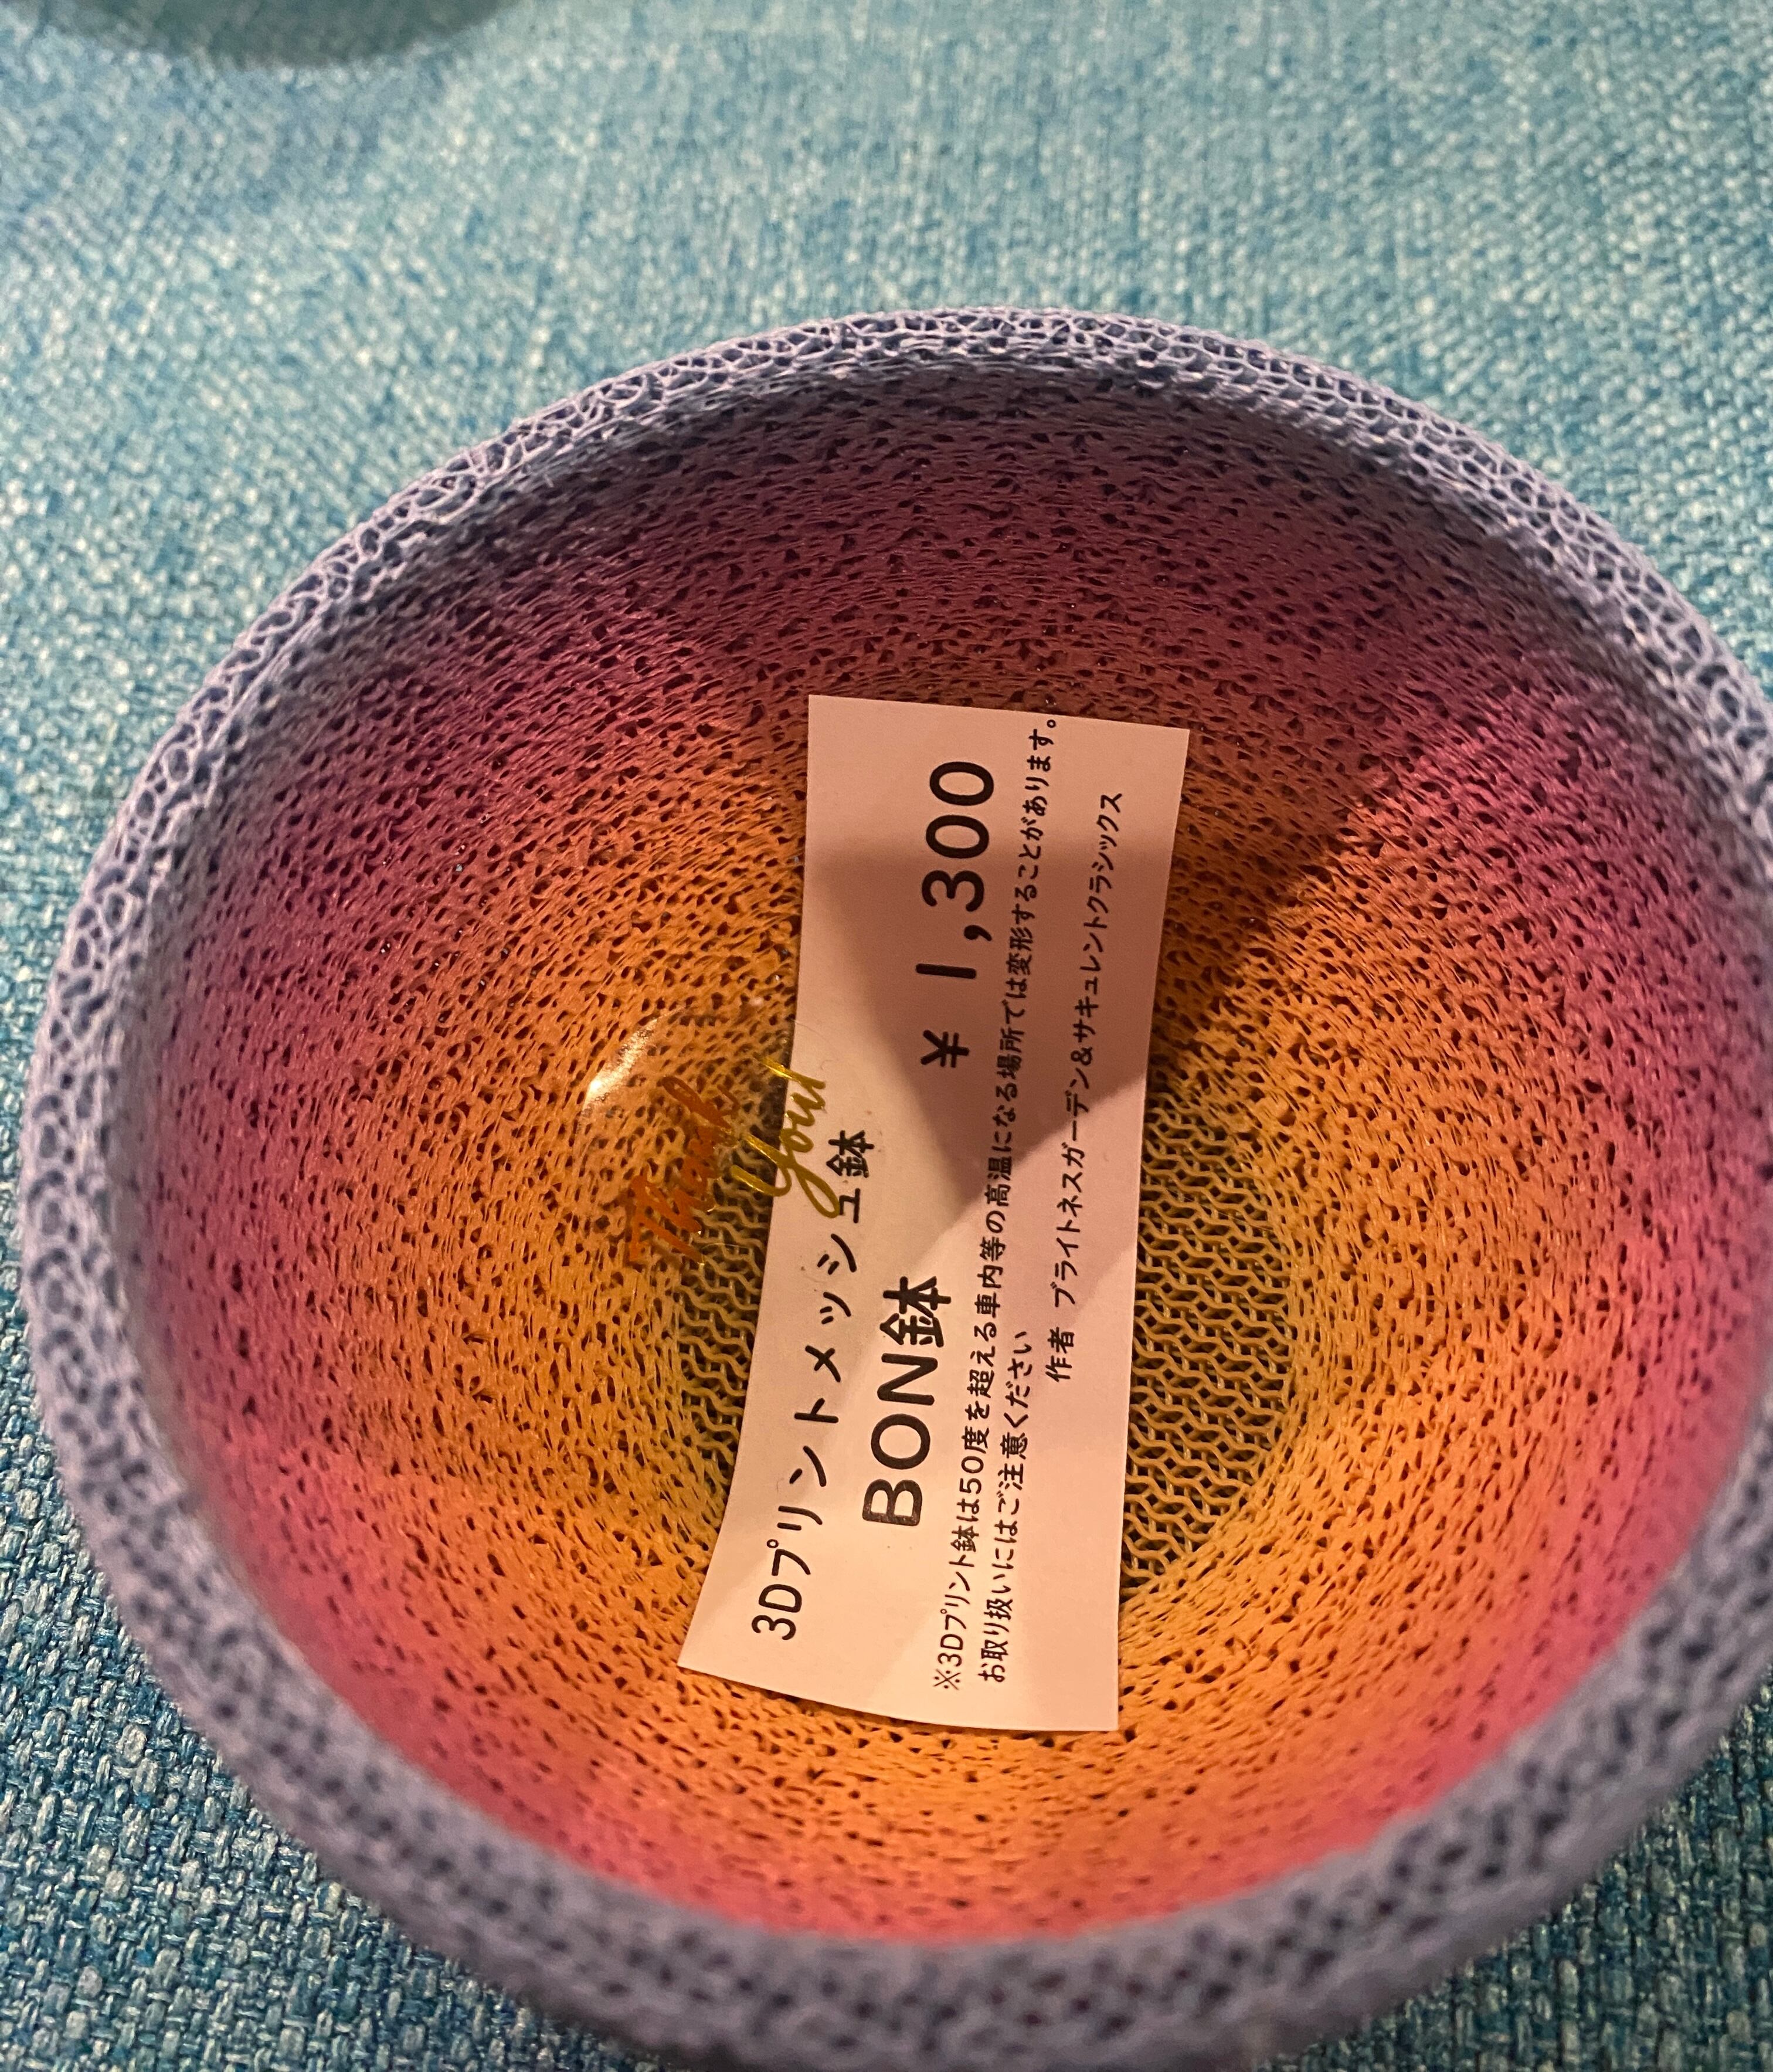 3Dプリントメッシュ鉢
BON鉢 ¥1,300
※3Dプリント鉢は50度を超える車内等の高温になる場所では変形することがあります。
お取り扱いにはご注意ください
作者 ブライトネスガーデン&サキュレントクラシックス
Thank
You!